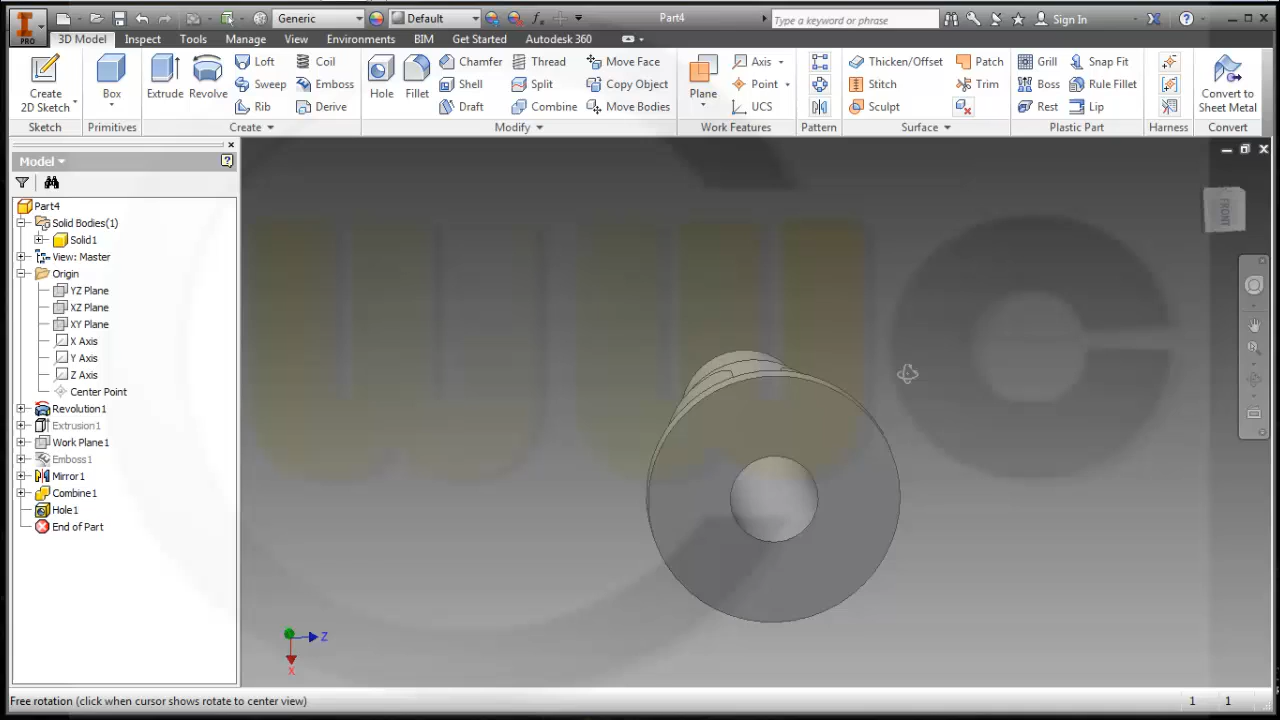 Generic
Default
Part4
Type a keyword or phrase
Sign In
PRO
3D Model
Inspect
Tools
Manage
View
Environments
BIM
Get Started
Autodesk 360
Create
2D Sketch
Sketch
Box
Primitives
Extrude
Revolve
Loft
Coil
Sweep
Emboss
Rib
Derive
Create
Hole
Fillet
Chamfer
Thread
Move Face
Shell
Split
Copy Object
Draft
Combine
Move Bodies
Modify
Plane
Axis
Point
UCS
Work Features
Pattern
Thicken/Offset
Patch
Stitch
Trim
Sculpt
Surface
Grill
Snap Fit
Boss
Rule Fillet
Rest
Lip
Plastic Part
Harness
Convert to
Sheet Metal
Convert
Model
Part4
Solid Bodies(1)
Solid1
View: Master
Origin
YZ Plane
XZ Plane
XY Plane
X Axis
Y Axis
Z Axis
Center Point
Revolution1
Extrusion1
Work Plane1
Emboss1
Mirror1
Combine1
Hole1
End of Part
FRONT
Z
X
Free rotation (click when cursor shows rotate to center view)
1
1